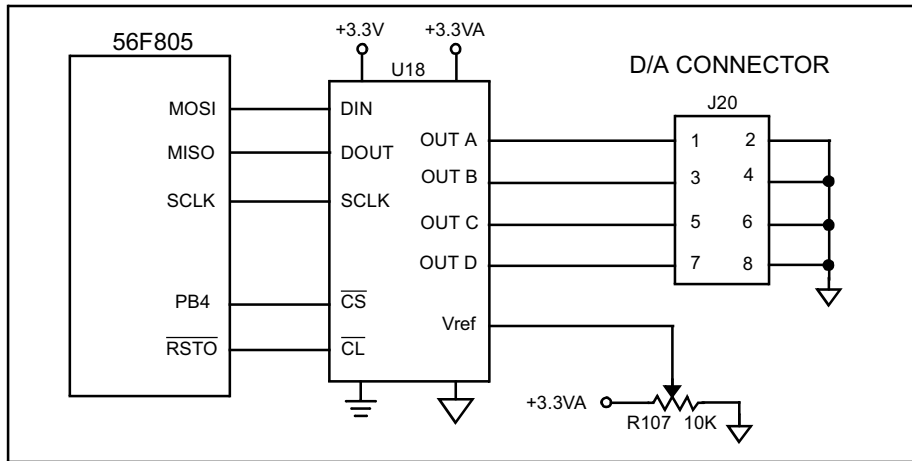 56F805
+3.3V
+3.3VA
U18
D/A CONNECTOR
J20
MOSI
DIN
OUT A
1
2
MISO
DOUT
OUT B
3
4
SCLK
SCLK
OUT C
5
6
OUT D
7
8
PB4
CS
Vref
RSTO
CL
+3.3VA
R107
10K